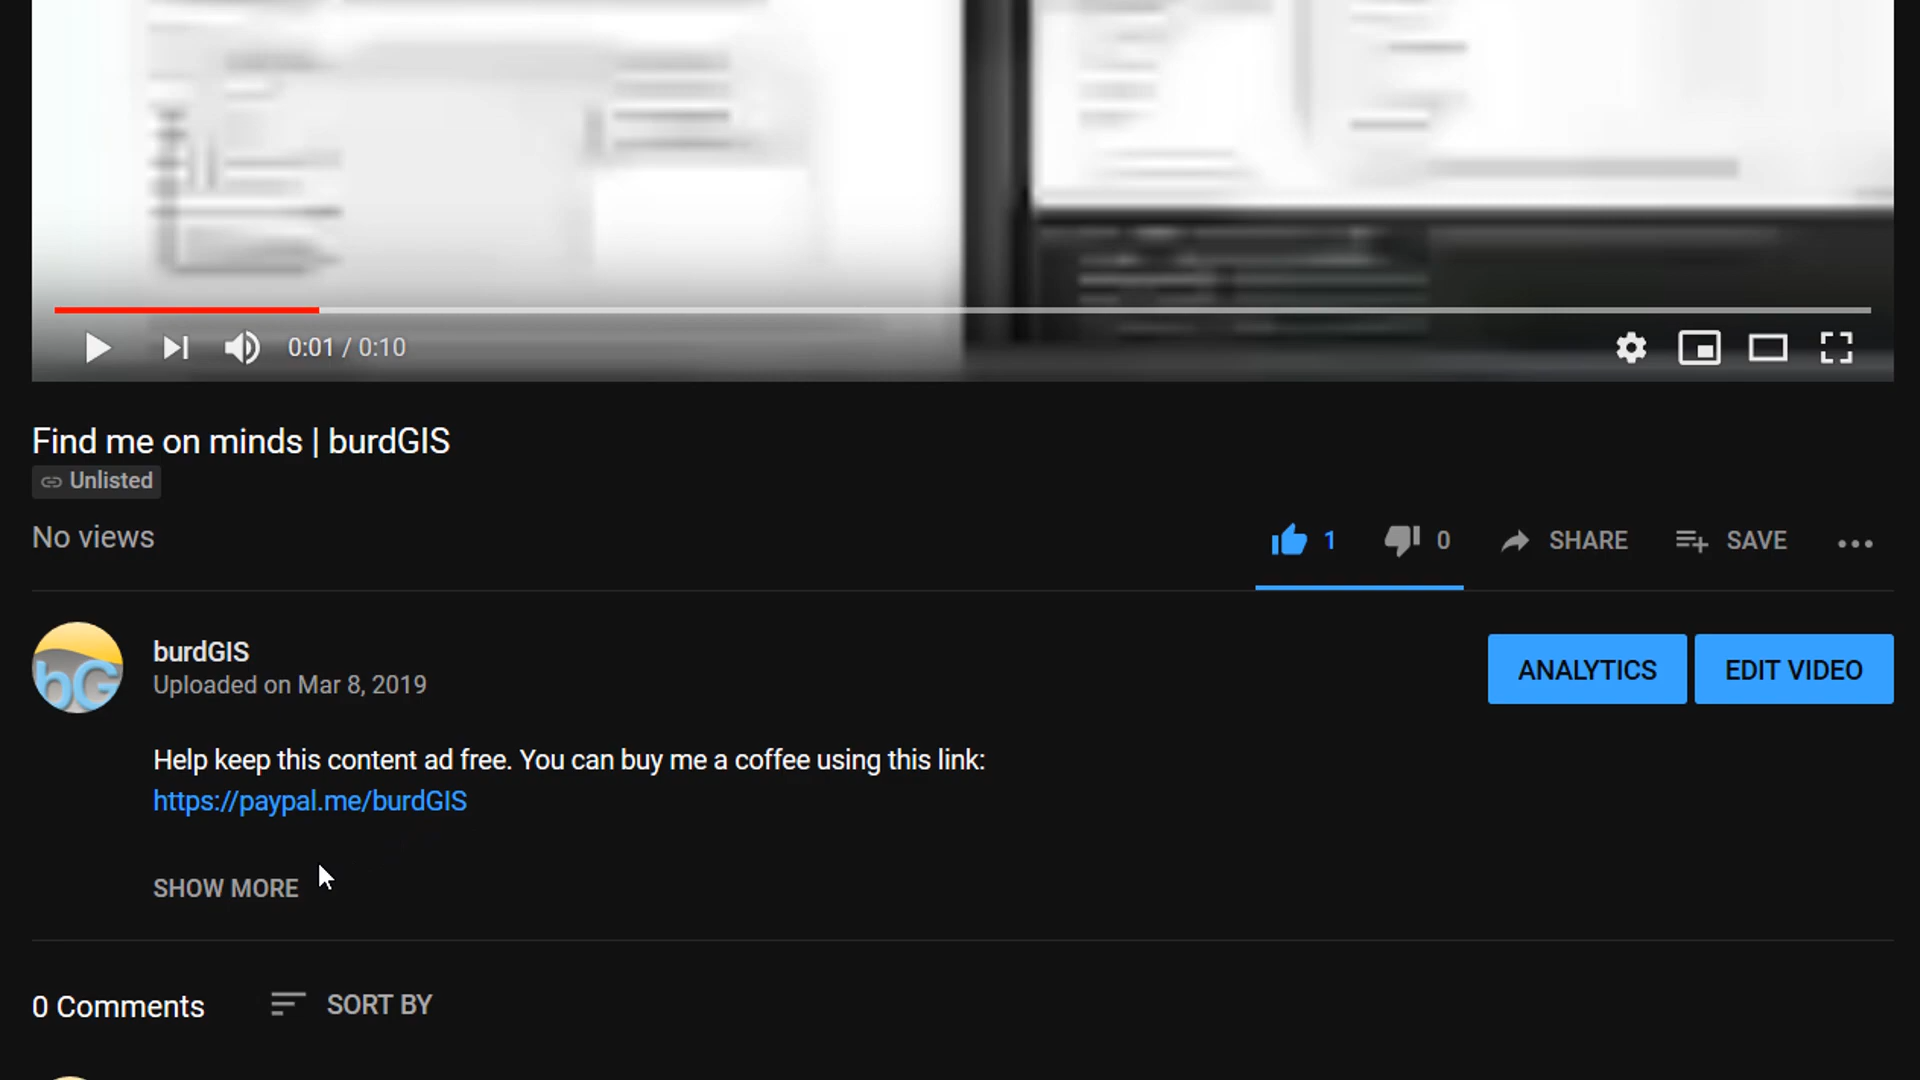 0:01 / 0:10
Find me on minds | burdGIS
Unlisted
No views
1
0
SHARE
SAVE
bG
burdGIS
Uploaded on Mar 8, 2019
ANALYTICS
EDIT VIDEO
Help keep this content ad free. You can buy me a coffee using this link:
https://paypal.me/burdGIS
SHOW MORE
0 Comments
SORT BY